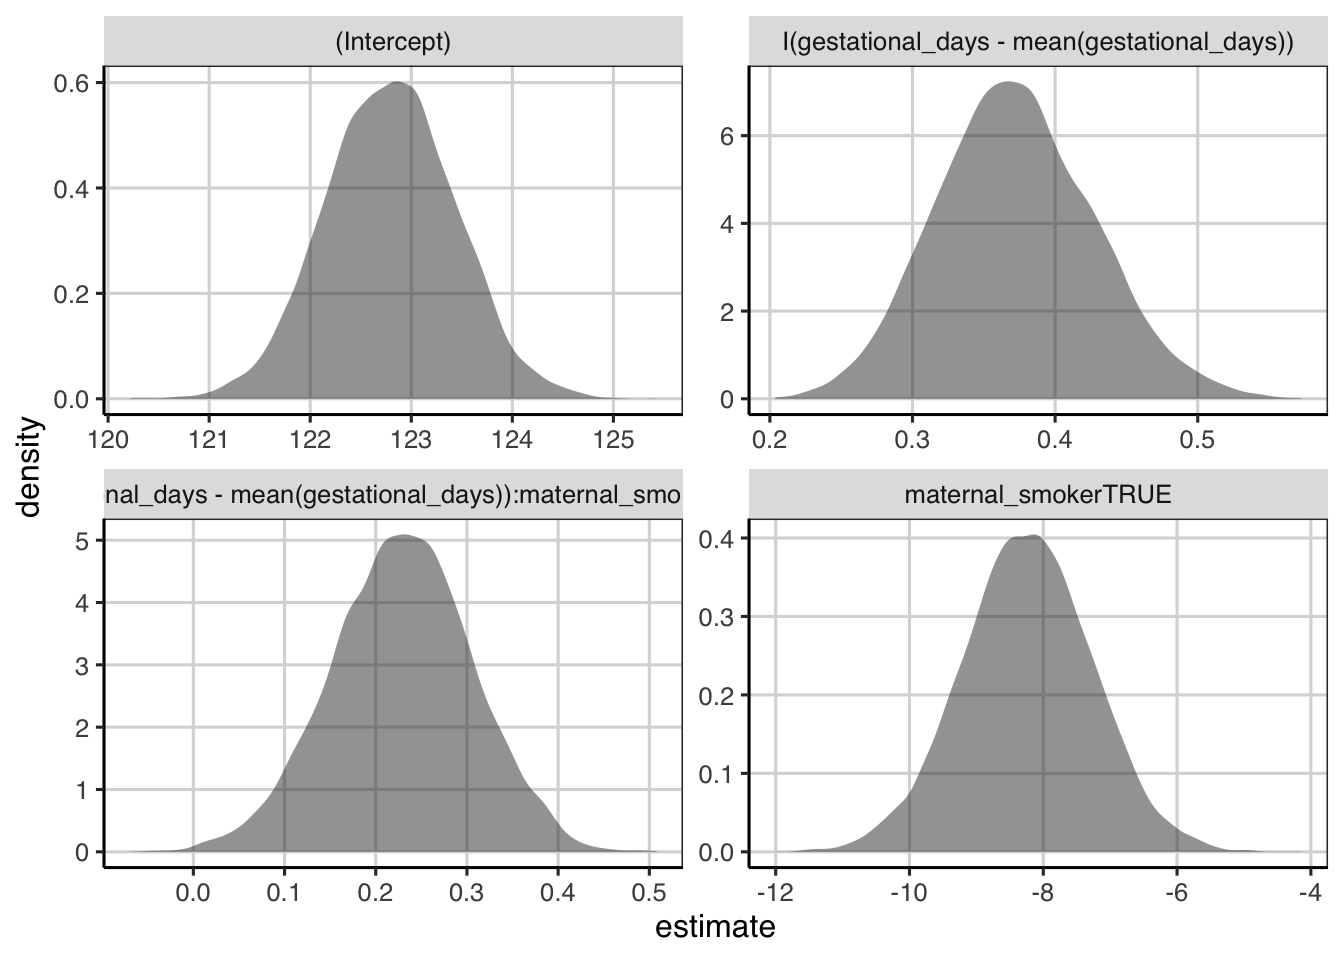 (Intercept)
I(gestational_days - mean(gestational_days))
0.6
0.4
0.2
0.0
120 121 122 123 124 125
6
4
2
0
0.2 0.3 0.4 0.5
density
nal_days - mean(gestational_days)):maternal_smo
maternal_smokerTRUE
5
4
3
2
1
0
0.0 0.1 0.2 0.3 0.4 0.5
0.4
0.3
0.2
0.1
0.0
-12 -10 -8 -6 -4
estimate